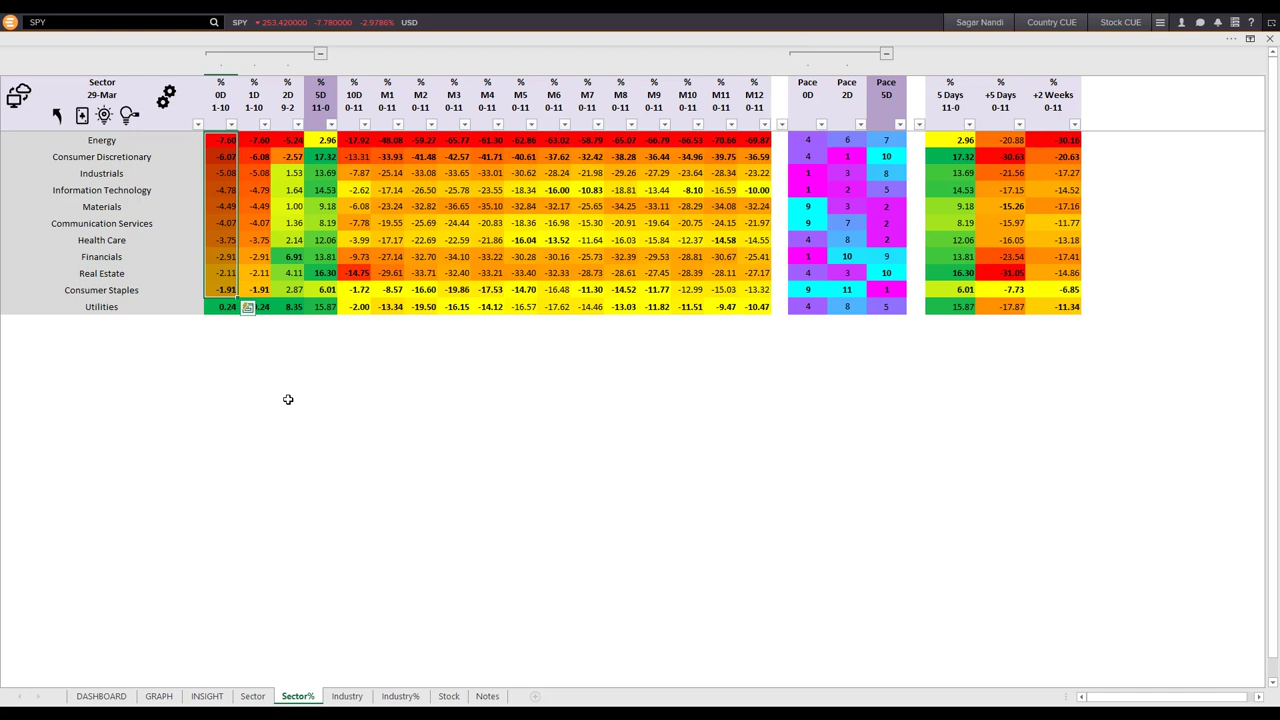 SPY SPY 253.420000 -7.780000 -2.9786% USD Sagar Nandi Country CUE Stock CUE
Sector % % % % % % % % % % % % % % % % % Pace Pace Pace % % %
29-Mar 0D 1D 2D 5D 10D M1 M2 M3 M4 M5 M6 M7 M8 M9 M10 M11 M12 0D 2D 5D 5 Days +5 Days +2 Weeks
1-10 1-10 9-2 11-0 0-11 0-11 0-11 0-11 0-11 0-11 0-11 0-11 0-11 0-11 0-11 0-11 0-11 11-0 0-11 0-11
Energy -7.60 -7.60 -5.24 2.96 -17.92 -48.08 -59.27 -65.77 -61.30 -62.86 -63.02 -58.79 -65.07 -66.79 -66.53 -70.66 -69.87 4 6 7 2.96 -20.88 -30.16
Consumer Discretionary -6.07 -6.08 -2.57 17.32 -13.31 -33.93 -41.48 -42.57 -41.71 -40.61 -37.62 -32.42 -38.28 -36.44 -34.96 -39.75 -36.59 4 1 10 17.32 -30.63 -20.63
Industrials -5.08 -5.08 1.53 13.69 -7.87 -25.14 -33.08 -33.65 -33.01 -30.62 -28.24 -21.98 -29.26 -27.29 -23.64 -28.34 -23.22 1 3 8 13.69 -21.56 -17.27
Information Technology -4.78 -4.79 1.64 14.53 -2.62 -17.14 -26.50 -25.78 -23.55 -18.34 -16.00 -10.83 -18.81 -13.44 -8.10 -16.34 -10.00 1 2 5 14.53 -17.15 -14.52
Materials -4.49 -4.49 1.00 9.18 -6.08 -23.24 -32.82 -36.65 -35.10 -32.84 -32.17 -25.65 -34.25 -33.11 -28.29 -34.08 -32.24 9 3 2 9.18 -15.26 -17.16
Communication Services -4.07 -4.07 1.36 8.19 -7.78 -19.55 -25.69 -24.44 -20.83 -18.36 -16.98 -15.30 -20.91 -19.64 -20.75 -24.15 -21.97 9 7 2 8.19 -15.97 -11.77
Health Care -3.75 -3.75 2.14 12.06 -3.99 -17.17 -22.69 -22.59 -21.86 -16.04 -13.52 -11.64 -16.03 -15.84 -12.37 -14.58 -14.55 4 8 2 12.06 -16.05 -13.18
Financials -2.91 -2.91 6.91 13.81 -9.73 -27.14 -32.70 -34.10 -33.22 -30.28 -30.16 -25.73 -32.39 -29.53 -28.81 -30.67 -25.41 1 10 9 13.81 -23.54 -17.41
Real Estate -2.11 -2.11 4.11 16.30 -14.75 -29.61 -33.71 -32.40 -33.21 -33.40 -32.33 -28.73 -28.61 -27.45 -28.39 -28.11 -27.17 4 3 10 16.30 -31.05 -14.86
Consumer Staples -1.91 -1.91 2.87 6.01 -1.72 -8.57 -16.60 -19.86 -17.53 -14.70 -16.48 -11.30 -14.52 -11.77 -12.99 -15.03 -13.32 9 11 1 6.01 -7.73 -6.85
Utilities 0.24 8.35 15.87 -2.00 -13.34 -19.50 -16.15 -14.12 -16.57 -17.62 -14.46 -13.03 -11.82 -11.51 -9.47 -10.47 4 8 5 15.87 -17.87 -11.34
DASHBOARD GRAPH INSIGHT Sector Sector% Industry Industry% Stock Notes